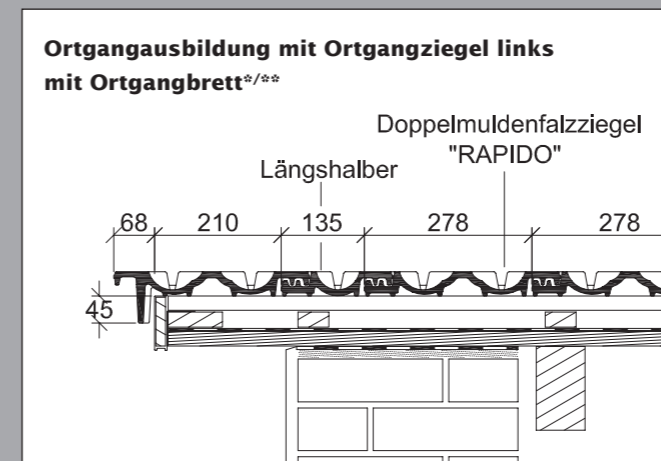 Ortgangausbildung mit Ortgangziegel links
mit Ortgangbrett*/**
Doppelmuldenfalzziegel
"RAPIDO"
Längshalber
68 210 135 278 278
45